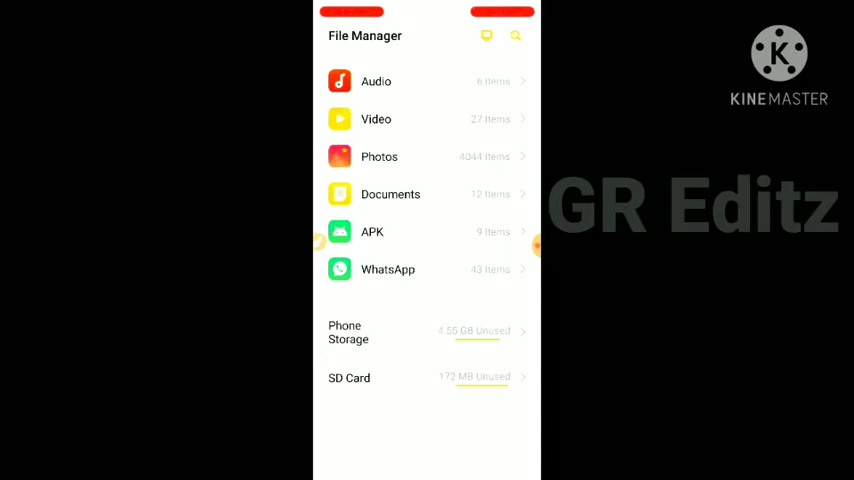 File Manager
Audio 6 Items
Video 27 Items
Photos 4044 Items
Documents 12 Items
APK 9 Items
WhatsApp 43 Items
Phone
Storage 4.55 GB Unused
SD Card 172 MB Unused
K
KINEMASTER
GR Editz